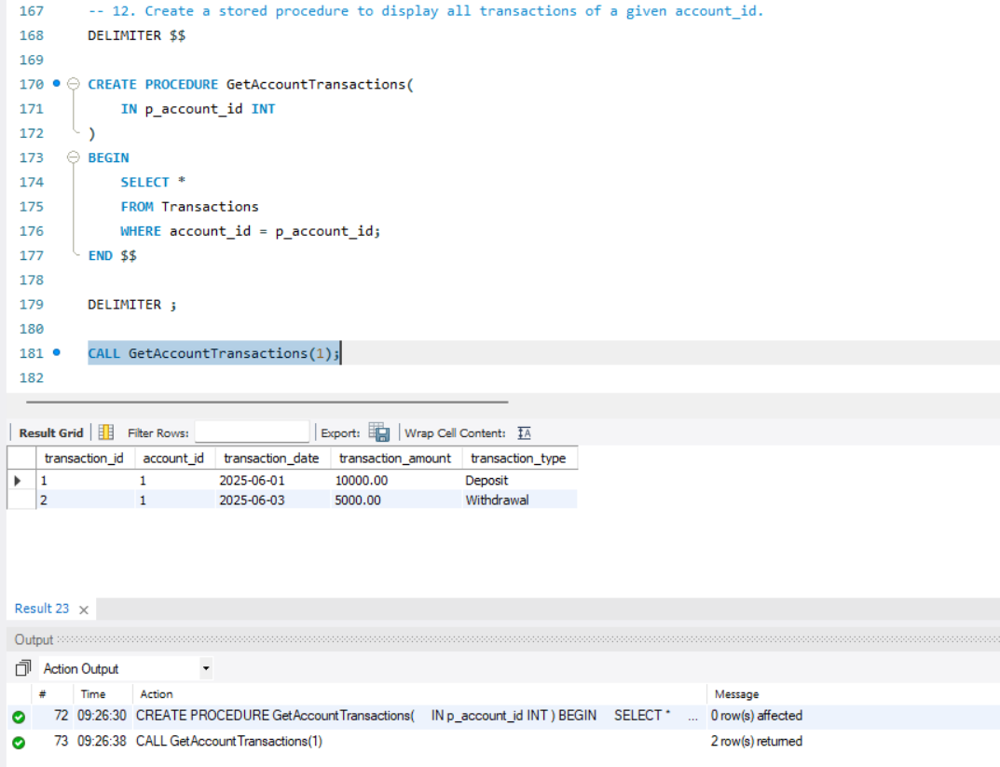 167 -- 12. Create a stored procedure to display all transactions of a given account_id.
168 DELIMITER $$
169
170 CREATE PROCEDURE GetAccountTransactions(
171 IN p_account_id INT
172 )
173 BEGIN
174 SELECT *
175 FROM Transactions
176 WHERE account_id = p_account_id;
177 END $$
178
179 DELIMITER ;
180
181 CALL GetAccountTransactions(1);
182
Result Grid Filter Rows: Export: Wrap Cell Content: IA
transaction_id account_id transaction_date transaction_amount transaction_type
1 1 2025-06-01 10000.00 Deposit
2 1 2025-06-03 5000.00 Withdrawal
Result 23 ×
Output
Action Output
# Time Action Message
72 09:26:30 CREATE PROCEDURE GetAccountTransactions( IN p_account_id INT ) BEGIN SELECT * ... 0 row(s) affected
73 09:26:38 CALL GetAccountTransactions(1) 2 row(s) returned